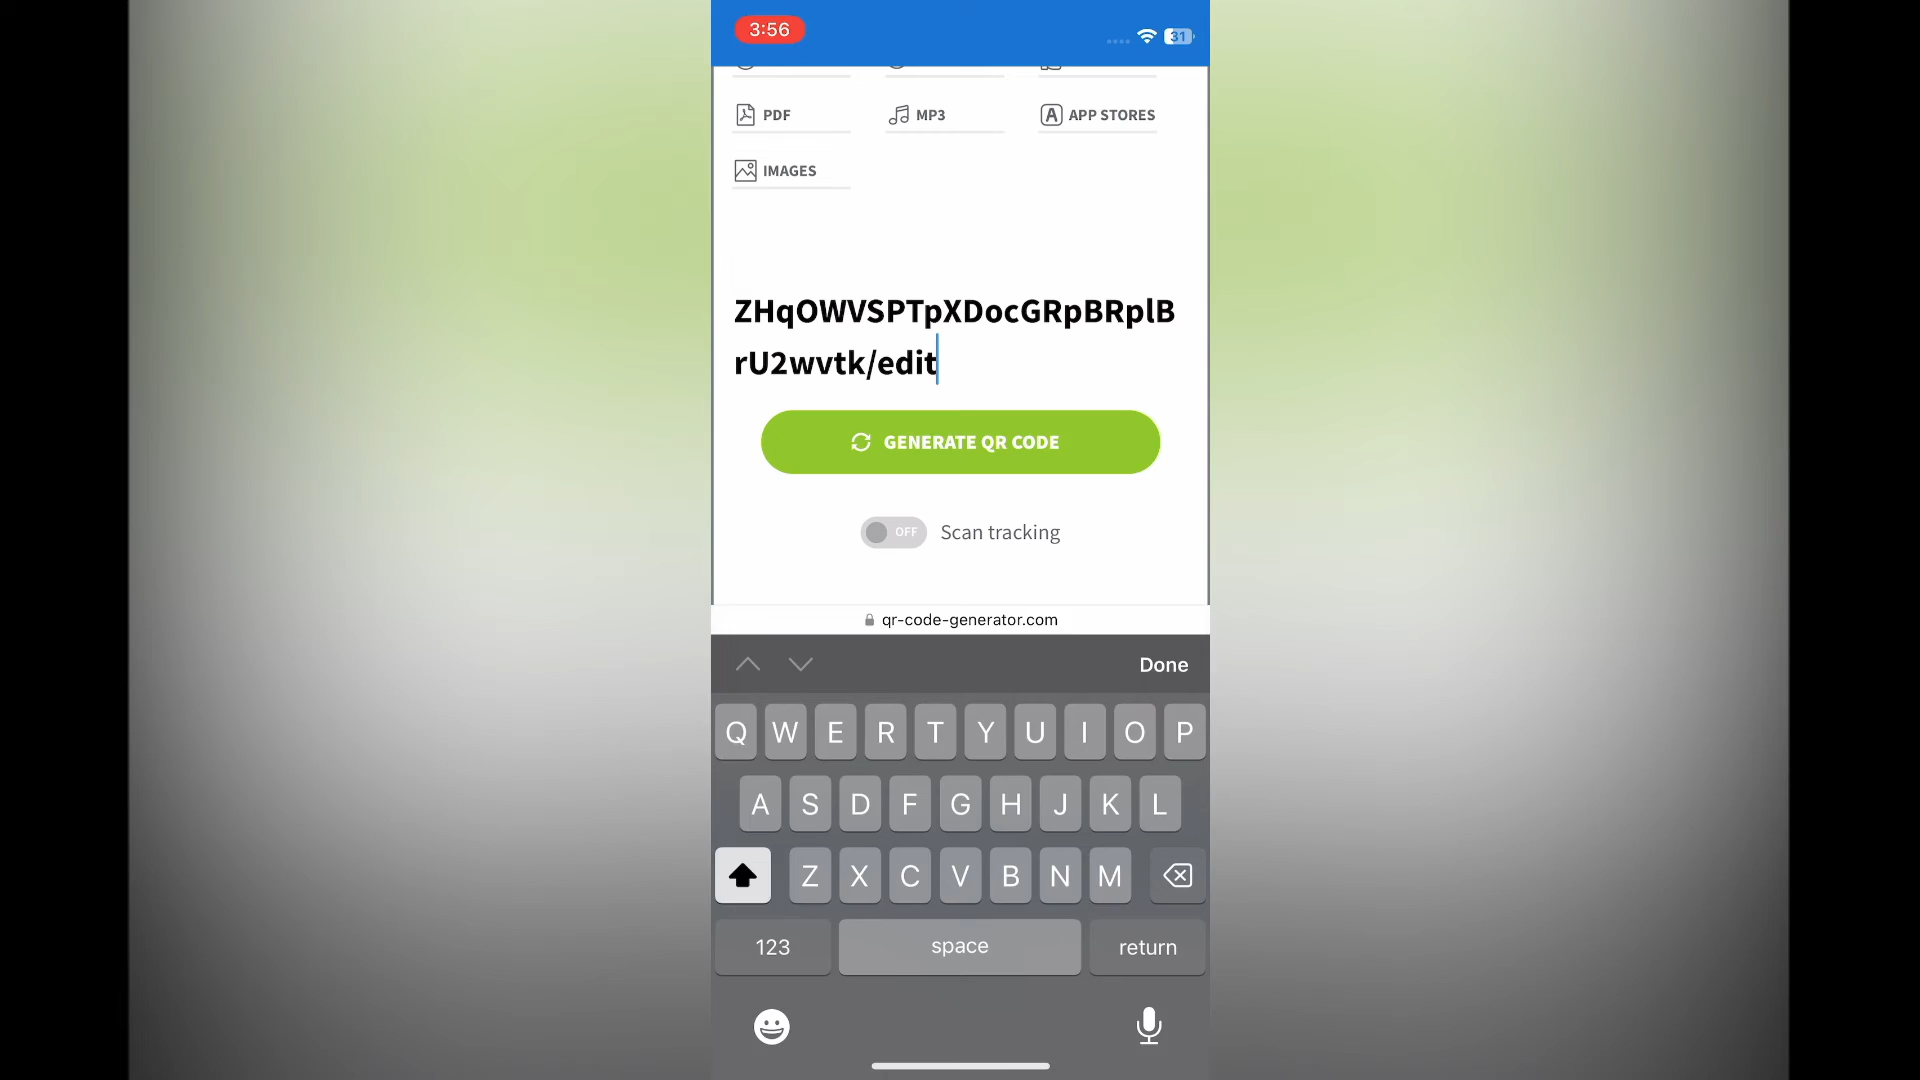 3:56
31
PDF
MP3
APP STORES
IMAGES
ZHqOWVSPTpXDocGRpBRplB
rU2wvtk/edit
GENERATE QR CODE
OFF
Scan tracking
qr-code-generator.com
Done
Q W E R T Y U I O P
A S D F G H J K L
Z X C V B N M
123
space
return